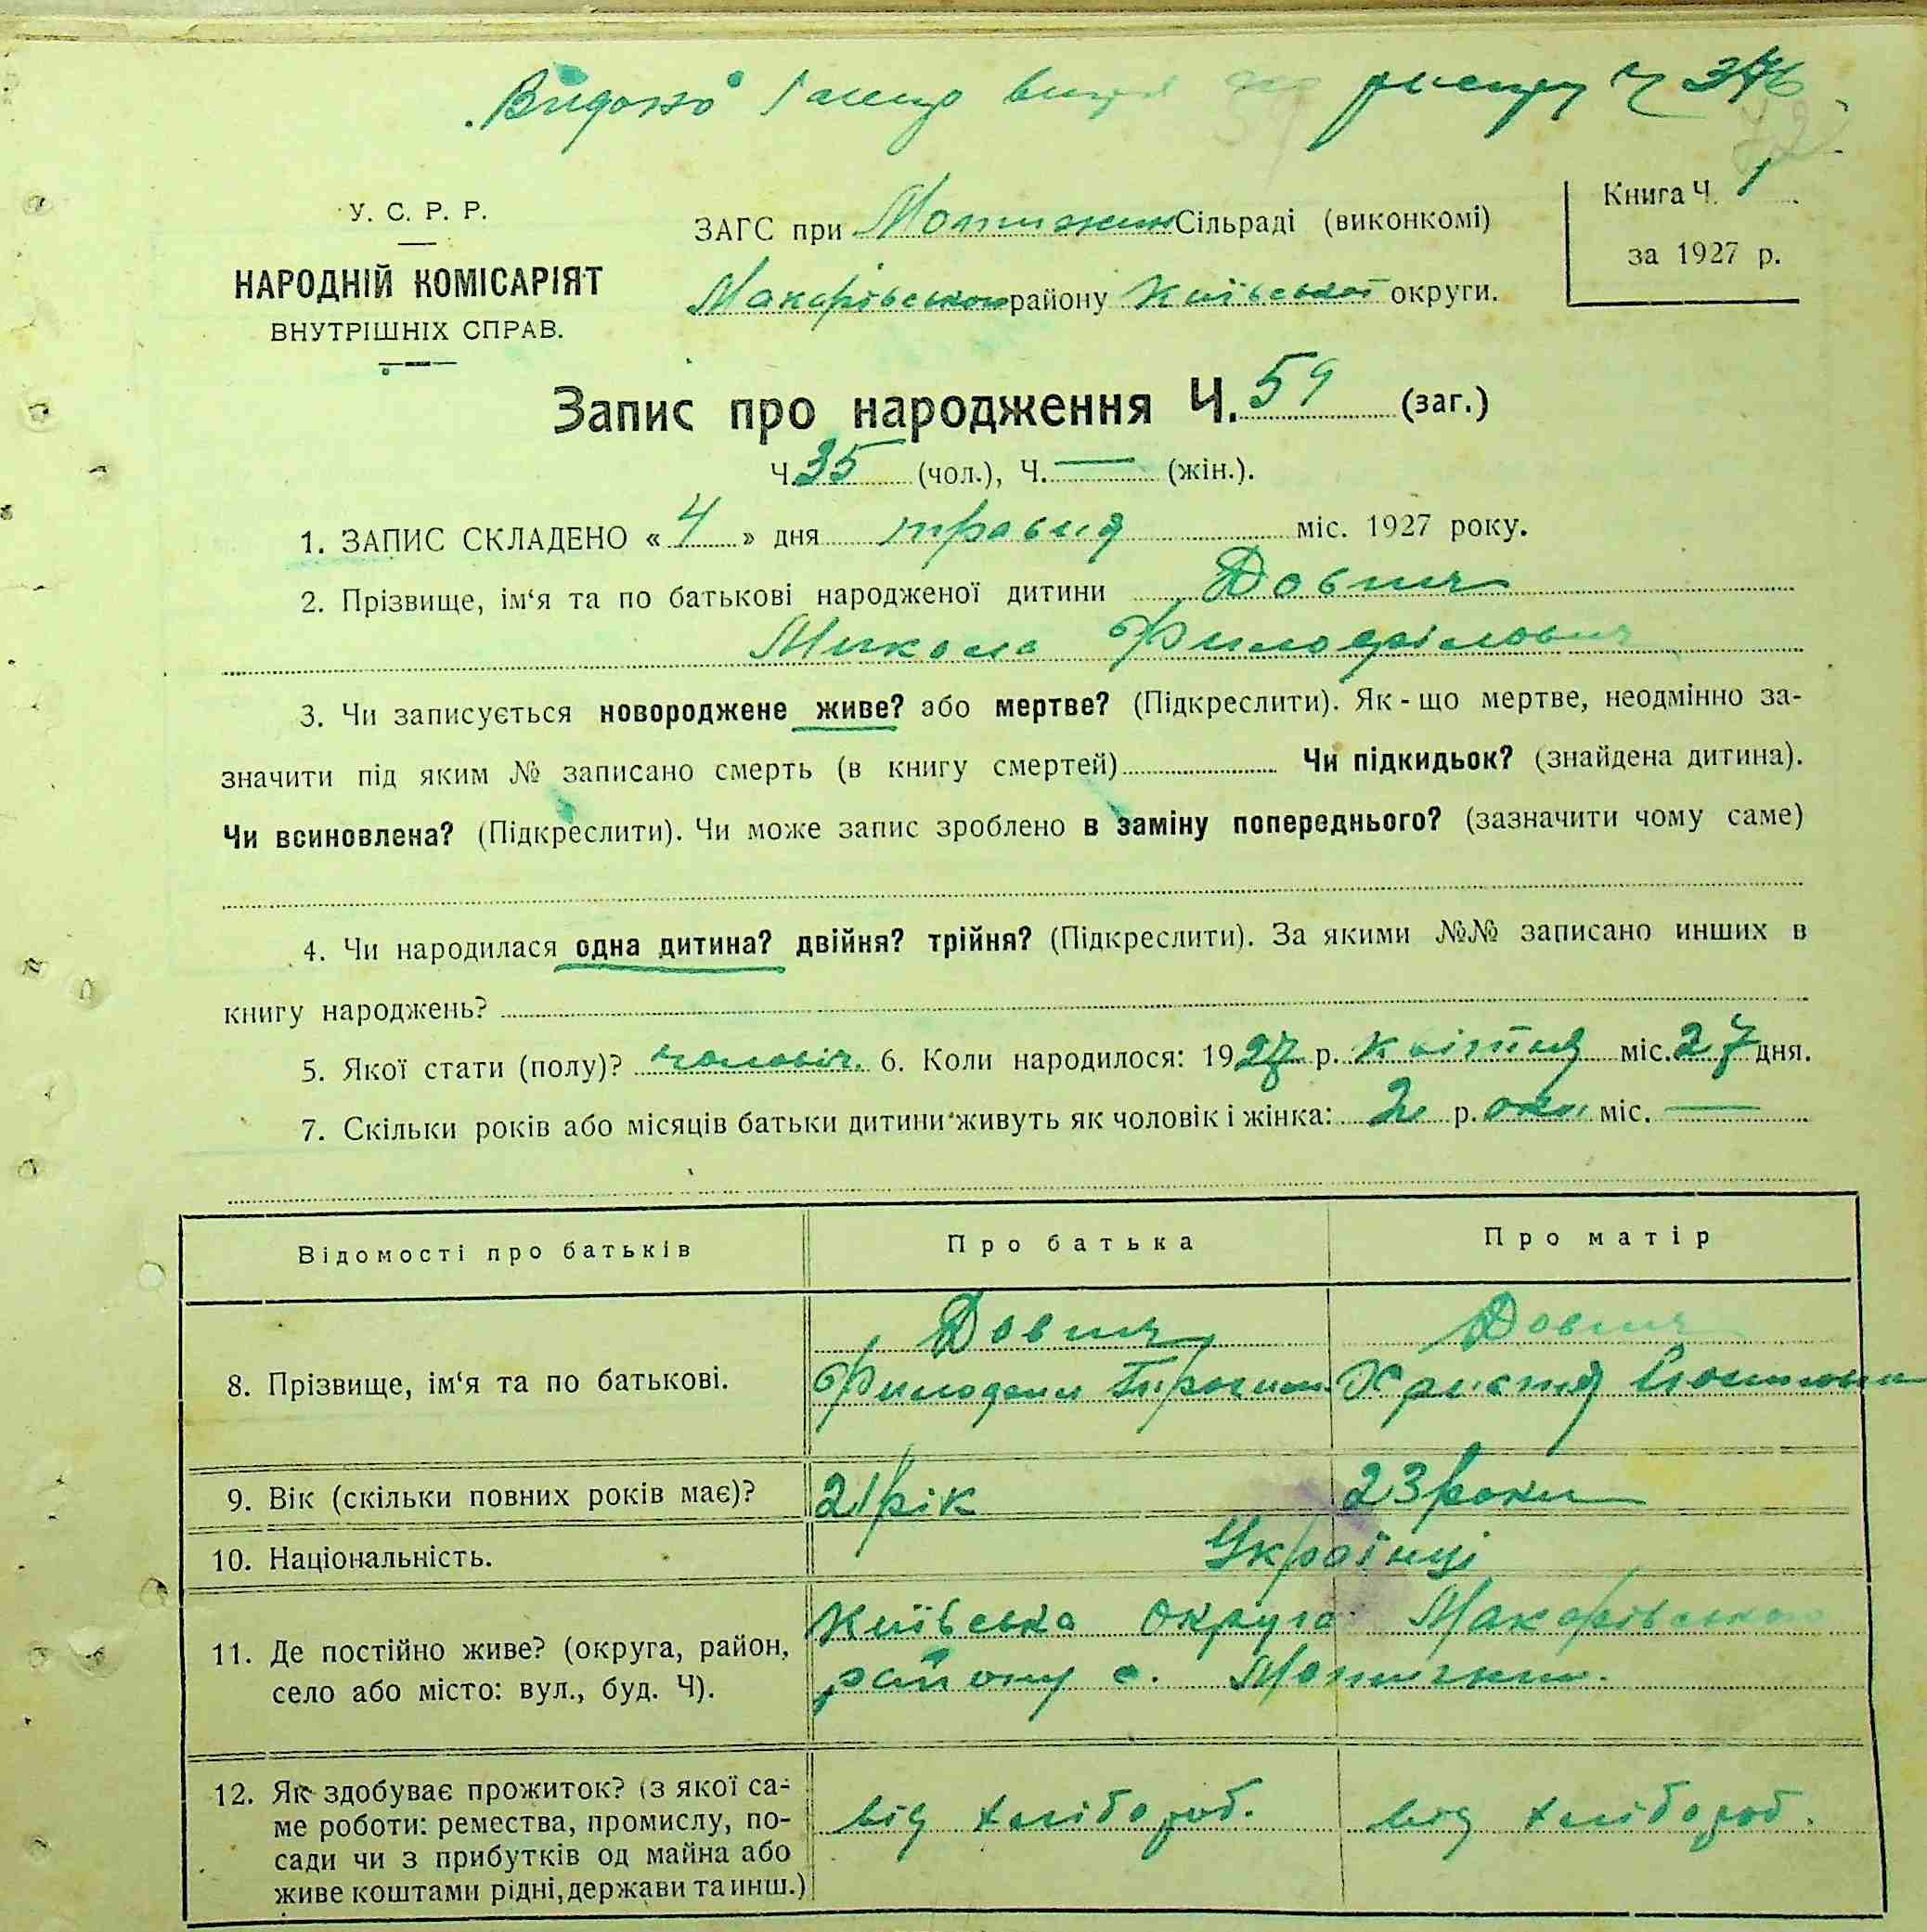 Видано
У. С. Р. Р.
НАРОДНІЙ КОМІСАРІЯТ
ВНУТРІШНІХ СПРАВ.
ЗАГС при Мотижин Сільраді (виконкомі)
Макарівського району Київської округи.
Книга Ч. 1
за 1927 р.
Запис про народження Ч. 59 (заг.)
Ч. 35 (чол.), Ч. — (жін.).
1. ЗАПИС СКЛАДЕНО « 4 » дня травня міс. 1927 року.
2. Прізвище, ім‘я та по батькові народженої дитини Довгич
Микола
3. Чи записується новороджене живе? або мертве? (Підкреслити). Як-що мертве, неодмінно за-
значити під яким № записано смерть (в книгу смертей) Чи підкидьок? (знайдена дитина).
Чи всиновлена? (Підкреслити). Чи може запис зроблено в заміну попереднього? (зазначити чому саме)
4. Чи народилася одна дитина? двійня? трійня? (Підкреслити). За якими №№ записано инших в
книгу народжень?
5. Якої стати (полу)? чоловіч. 6. Коли народилося: 1927 р. квітня міс. 27 дня.
7. Скільки років або місяців батьки дитини живуть як чоловік і жінка: 2 р. міс. —
Відомості про батьків
Про батька
Про матір
8. Прізвище, ім‘я та по батькові.
Довгич
Довгич
Христя
9. Вік (скільки повних років має)?
21 рік
23 роки
10. Національність.
Українці
11. Де постійно живе? (округа, район,
село або місто: вул., буд. Ч).
Київська округа Макарівського
району с. Мотижин.
12. Як здобуває прожиток? (з якої са-
ме роботи: ремества, промислу, по-
сади чи з прибутків од майна або
живе коштами рідні, держави та инш.)
від хлібороб.
від хлібороб.